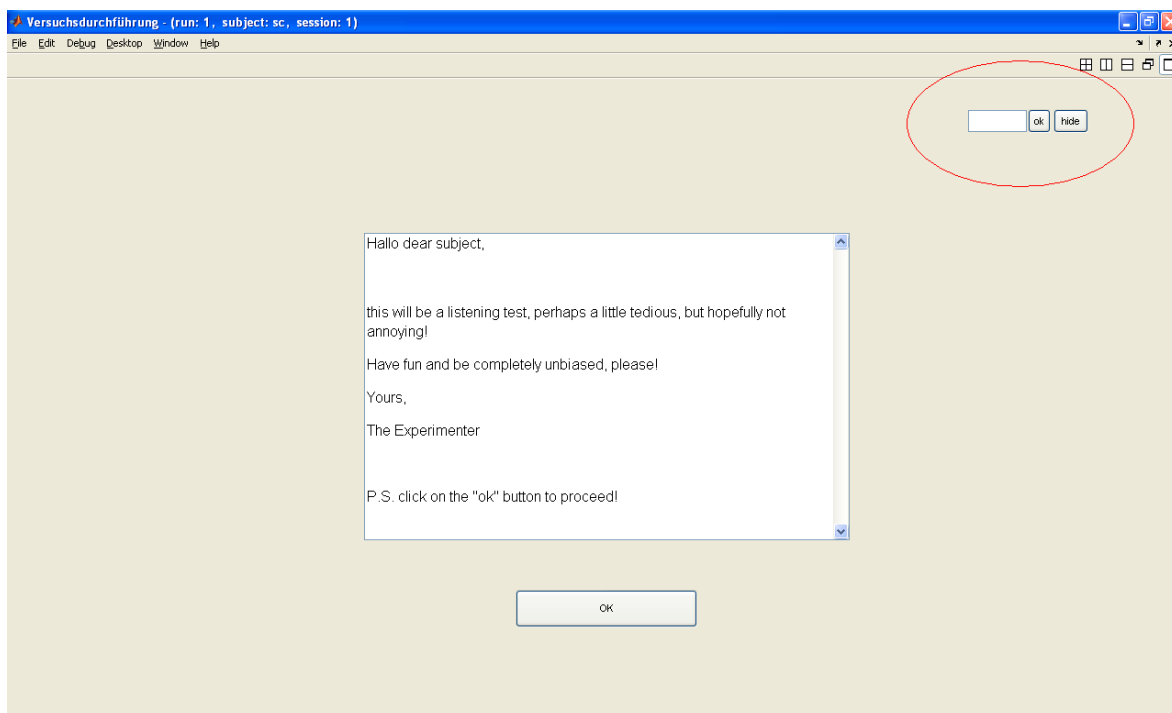 Versuchsdurchführung - (run: 1, subject: sc, session: 1)
File Edit Debug Desktop Window Help
ok hide
Hallo dear subject,
this will be a listening test, perhaps a little tedious, but hopefully not
annoying!
Have fun and be completely unbiased, please!
Yours,
The Experimenter
P.S. click on the "ok" button to proceed!
OK